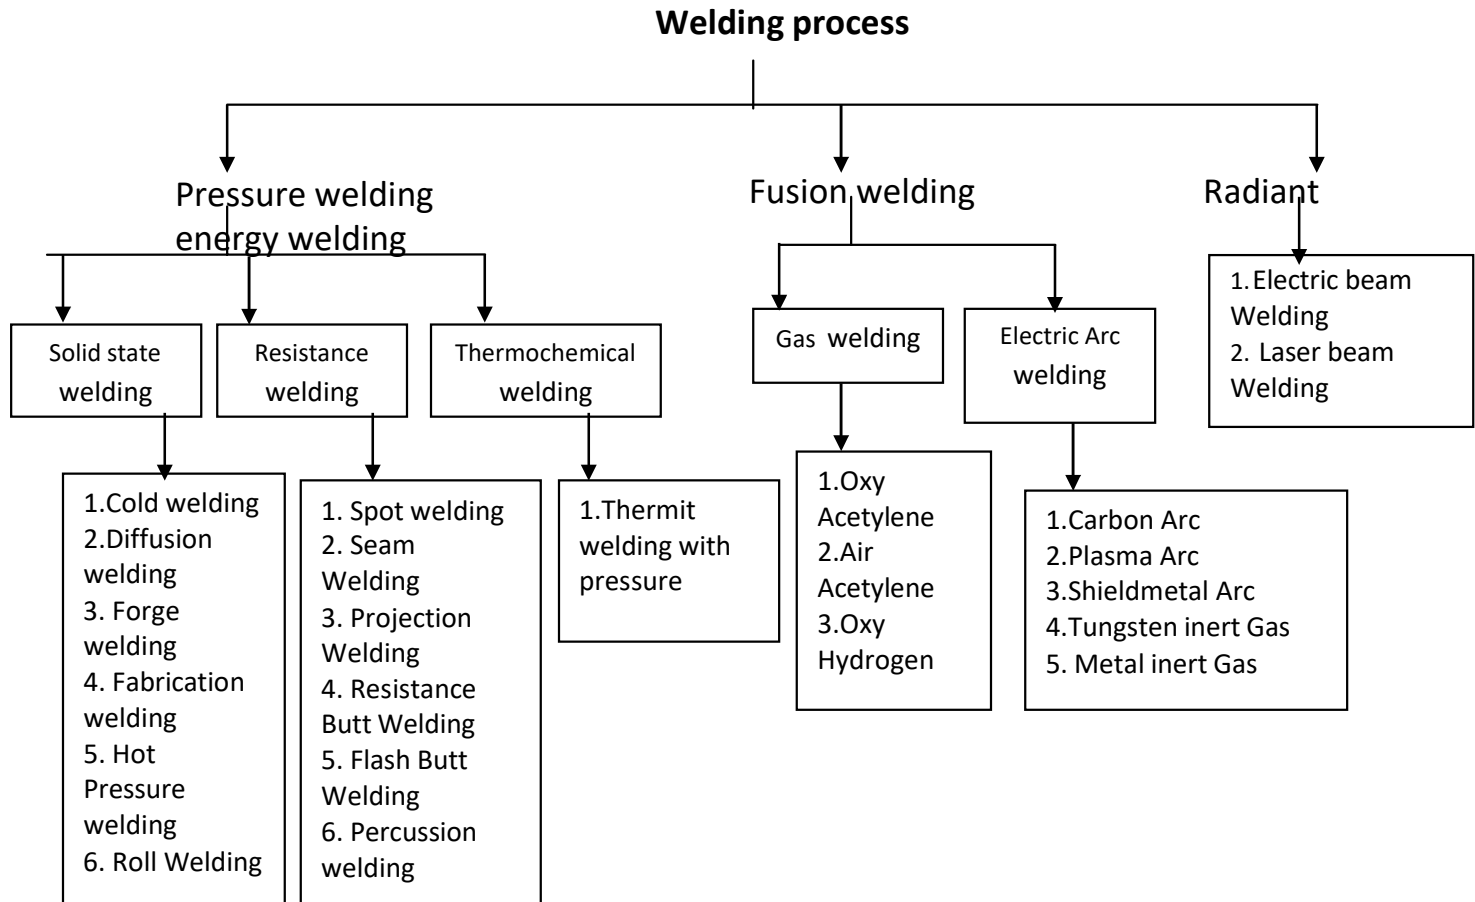 Welding process
Pressure welding
energy welding
Fusion welding
Radiant
Solid state
welding
Resistance
welding
Thermochemical
welding
Gas welding
Electric Arc
welding
1.Electric beam
Welding
2. Laser beam
Welding
1.Cold welding
2.Diffusion
welding
3. Forge
welding
4. Fabrication
welding
5. Hot
Pressure
welding
6. Roll Welding
1. Spot welding
2. Seam
Welding
3. Projection
Welding
4. Resistance
Butt Welding
5. Flash Butt
Welding
6. Percussion
welding
1.Thermit
welding with
pressure
1.Oxy
Acetylene
2.Air
Acetylene
3.Oxy
Hydrogen
1.Carbon Arc
2.Plasma Arc
3.Shieldmetal Arc
4.Tungsten inert Gas
5. Metal inert Gas